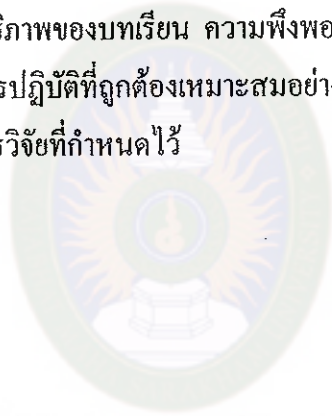 ธิภาพของบทเรียน ความพึงพอ
รปฏิบัติที่ถูกต้องเหมาะสมอย่าง
รวิจัยที่กำหนดไว้